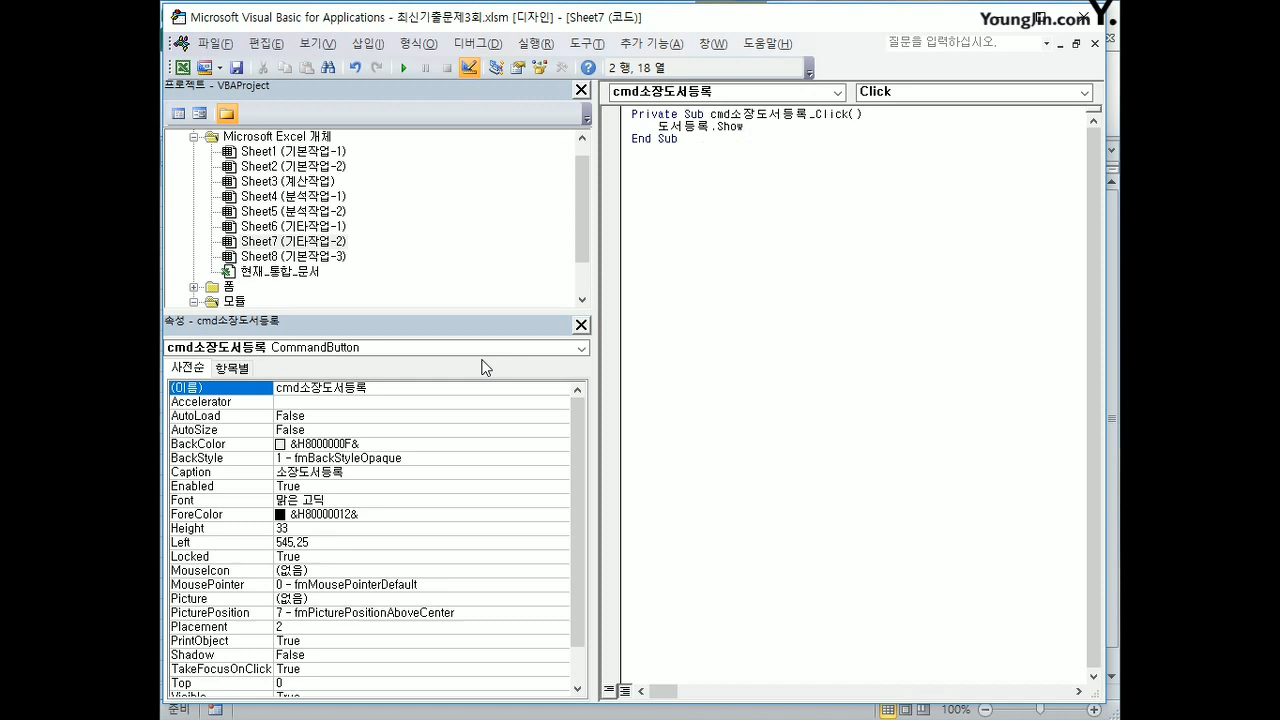 Microsoft Visual Basic for Applications - 최신기출문제3회.xlsm [디자인] - [Sheet7 (코드)]
YoungJin.com Y.
파일(F) 편집(E) 보기(V) 삽입(I) 형식(O) 디버그(D) 실행(R) 도구(T) 추가 기능(A) 창(W) 도움말(H) 질문을 입력하십시오.
2 행, 18 열
프로젝트 - VBAProject
cmd소장도서등록 Click
Private Sub cmd소장도서등록_Click()
도서등록.Show
End Sub
Microsoft Excel 개체
Sheet1 (기본작업-1)
Sheet2 (기본작업-2)
Sheet3 (계산작업)
Sheet4 (분석작업-1)
Sheet5 (분석작업-2)
Sheet6 (기타작업-1)
Sheet7 (기타작업-2)
Sheet8 (기본작업-3)
현재_통합_문서
폼
모듈
속성 - cmd소장도서등록
cmd소장도서등록 CommandButton
사전순 항목별
(이름) cmd소장도서등록
Accelerator
AutoLoad False
AutoSize False
BackColor &H8000000F&
BackStyle 1 - fmBackStyleOpaque
Caption 소장도서등록
Enabled True
Font 맑은 고딕
ForeColor &H80000012&
Height 33
Left 545,25
Locked True
MouseIcon (없음)
MousePointer 0 - fmMousePointerDefault
Picture (없음)
PicturePosition 7 - fmPicturePositionAboveCenter
Placement 2
PrintObject True
Shadow False
TakeFocusOnClick True
Top 0
Visible True
준비 100%